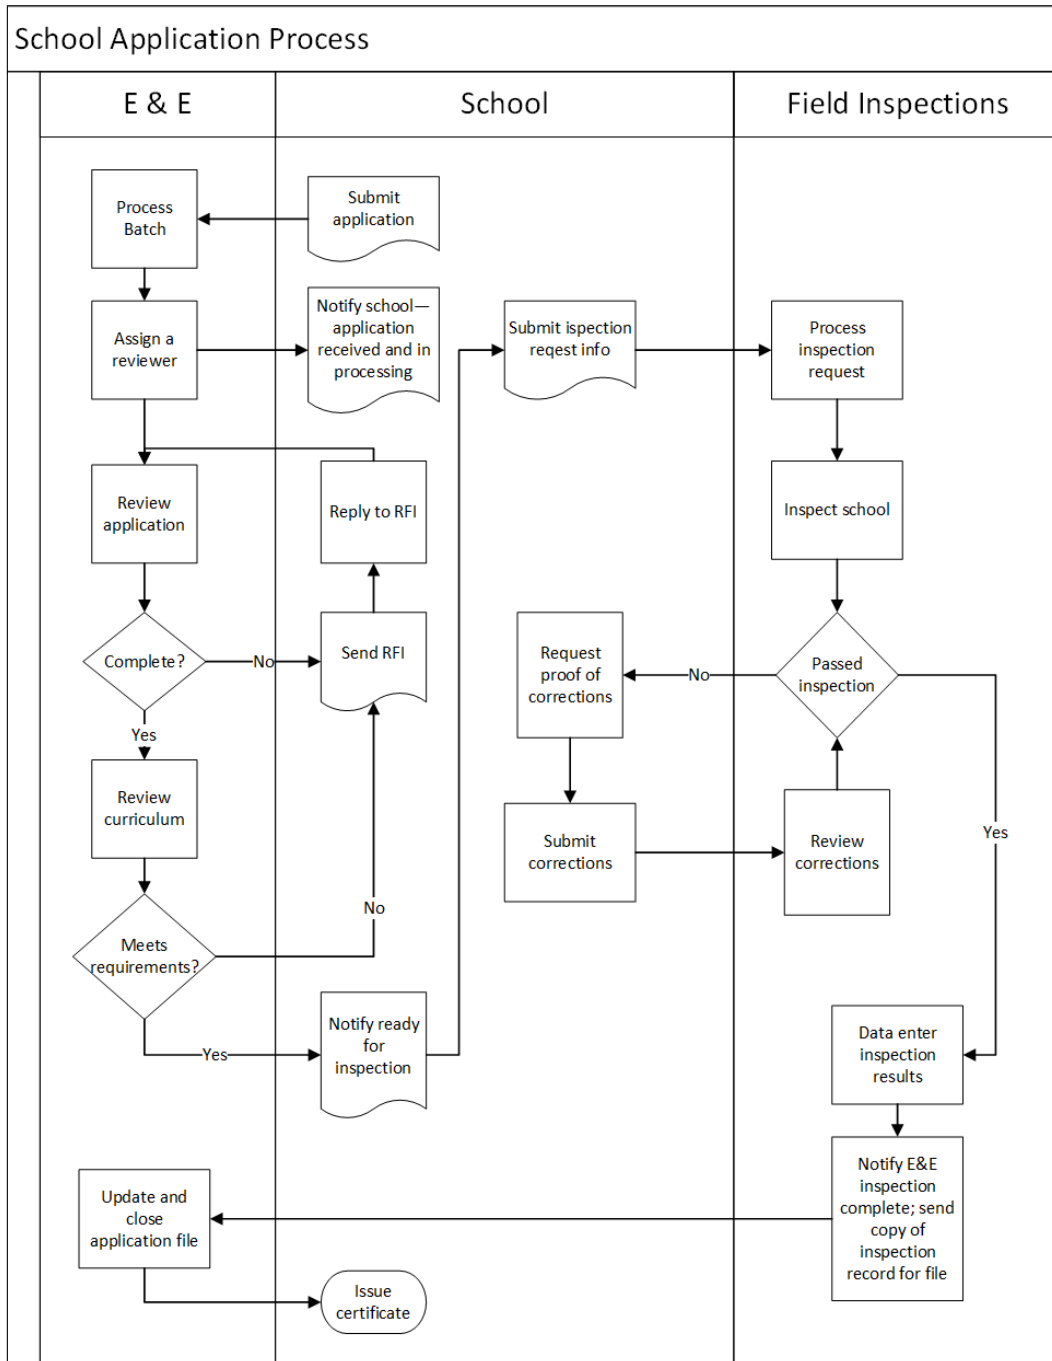 School Application Process
E & E
School
Field Inspections
Process
Batch
Submit
application
Assign a
reviewer
Notify school—
application
received and in
processing
Submit ispection
reqest info
Process
inspection
request
Review
application
Reply to RFI
Inspect school
Complete?
No
Send RFI
Request
proof of
corrections
No
Passed
inspection
Yes
Review
curriculum
Submit
corrections
Review
corrections
Yes
No
Meets
requirements?
Yes
Notify ready
for
inspection
Data enter
inspection
results
Update and
close
application file
Notify E&E
inspection
complete; send
copy of
inspection
record for file
Issue
certificate